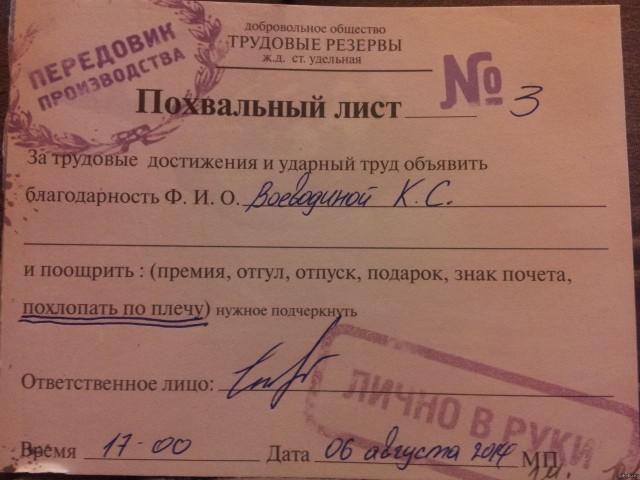 ПЕРЕДОВИК
ПРОИЗВОДСТВА
добровольное общество
ТРУДОВЫЕ РЕЗЕРВЫ
ж.д. ст. удельная
Похвальный лист № 3
За трудовые достижения и ударный труд объявить
благодарность Ф. И. О. Воеводиной К.С.
и поощрить : (премия, отгул, отпуск, подарок, знак почета,
похлопать по плечу) нужное подчеркнуть
Ответственное лицо:
ЛИЧНО В РУКИ
Время 17-00 Дата 06 августа 2014 МП